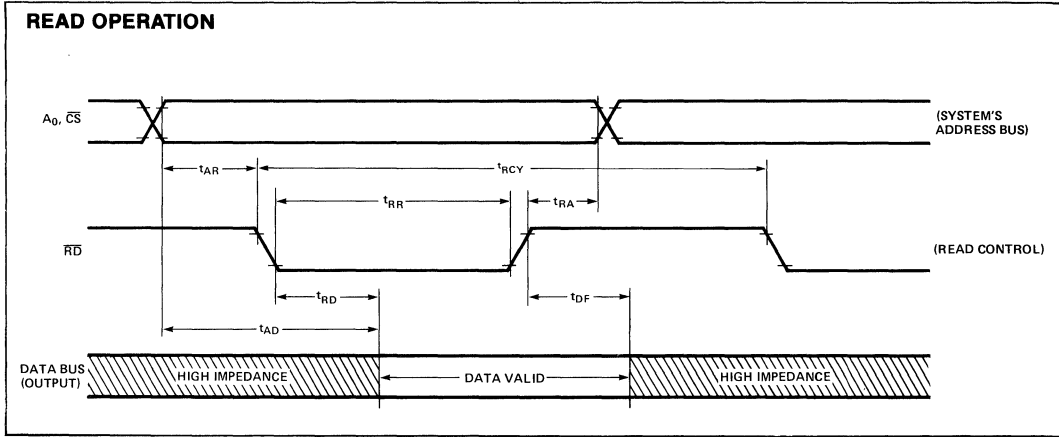 READ OPERATION
A₀, C̅S̅
(SYSTEM'S
ADDRESS BUS)
tAR
tRCY
tRR
tRA
R̅D̅
(READ CONTROL)
tRD
tDF
tAD
DATA BUS
(OUTPUT)
HIGH IMPEDANCE
DATA VALID
HIGH IMPEDANCE